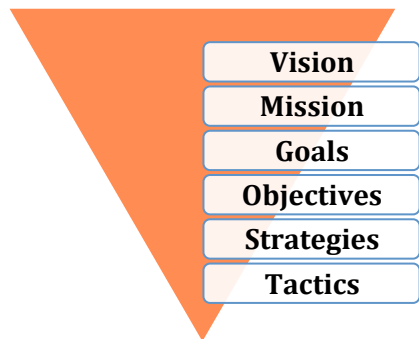 Vision
Mission
Goals
Objectives
Strategies
Tactics